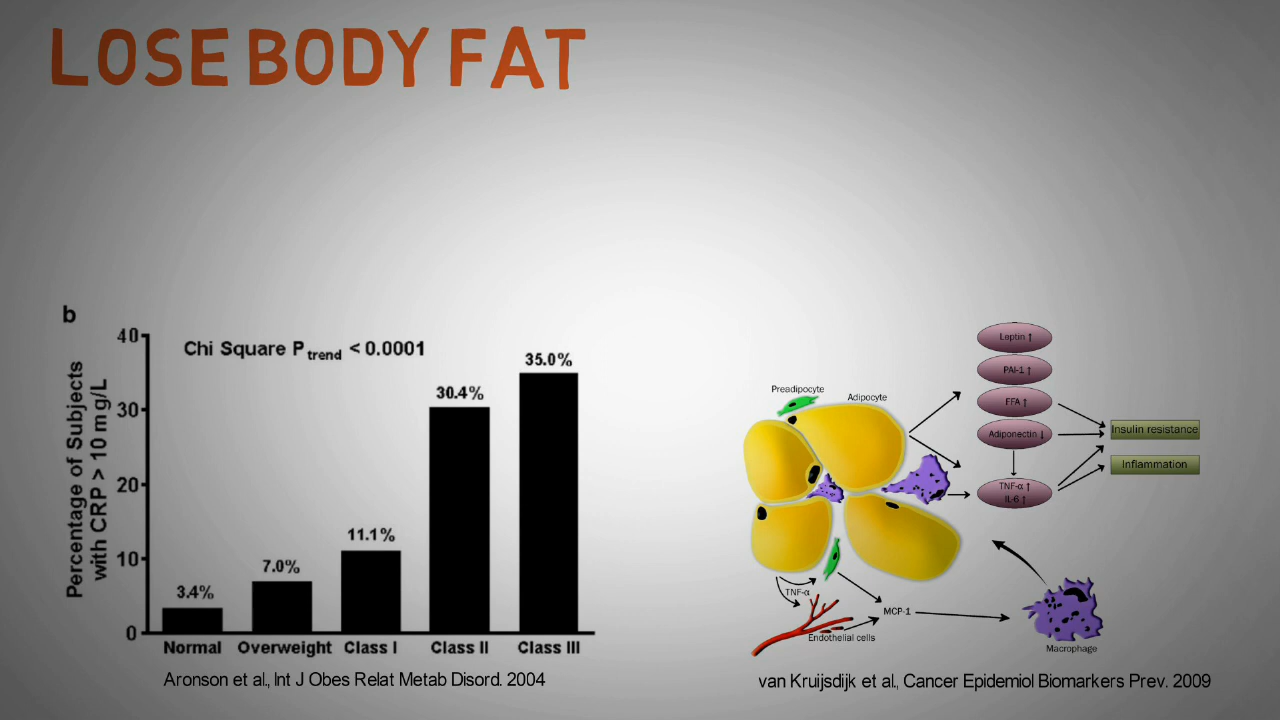 LOSE BODY FAT
b
Chi Square P trend < 0.0001
Percentage of Subjects
with CRP > 10 mg/L
40
30
20
10
0
3.4%
7.0%
11.1%
30.4%
35.0%
Normal Overweight Class I Class II Class III
Aronson et al., Int J Obes Relat Metab Disord. 2004
Preadipocyte
Adipocyte
Leptin ↑
PAI-1 ↑
FFA ↑
Adiponectin ↓
TNF-α ↑
IL-6 ↑
Insulin resistance
Inflammation
TNF-α
MCP-1
Endothelial cells
Macrophage
van Kruijsdijk et al., Cancer Epidemiol Biomarkers Prev. 2009